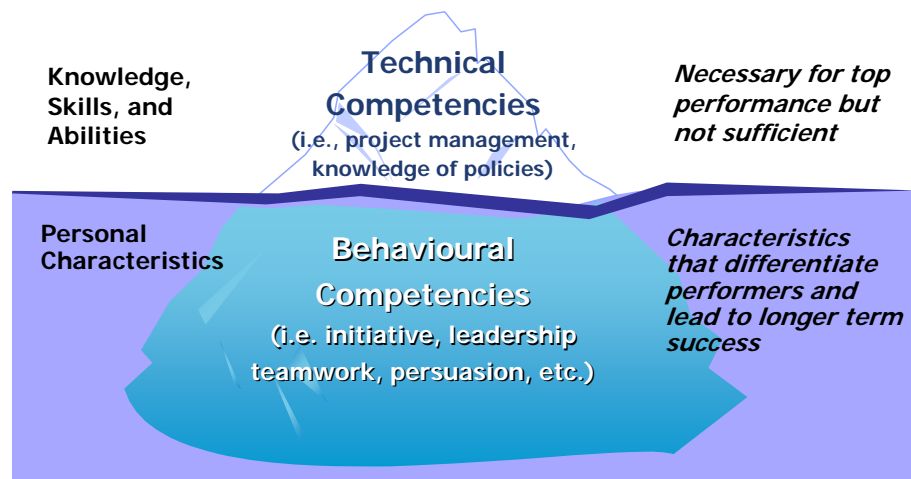 Knowledge,
Skills, and
Abilities
Technical
Competencies
(i.e., project management,
knowledge of policies)
Necessary for top
performance but
not sufficient
Personal
Characteristics
Behavioural
Competencies
(i.e. initiative, leadership
teamwork, persuasion, etc.)
Characteristics
that differentiate
performers and
lead to longer term
success